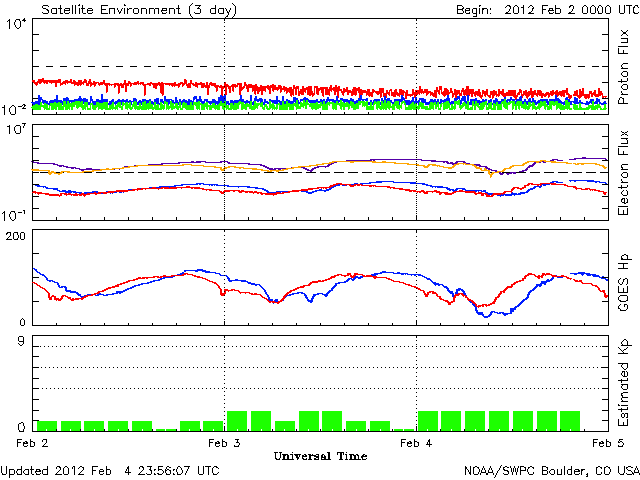 Satellite Environment (3 day) Begin: 2012 Feb 2 0000 UTC
10^4
10^-2
Proton Flux
10^7
10^-1
Electron Flux
200
0
GOES Hp
9
0
Estimated Kp
Feb 2 Feb 3 Feb 4 Feb 5
Universal Time
Updated 2012 Feb 4 23:56:07 UTC NOAA/SWPC Boulder, CO USA